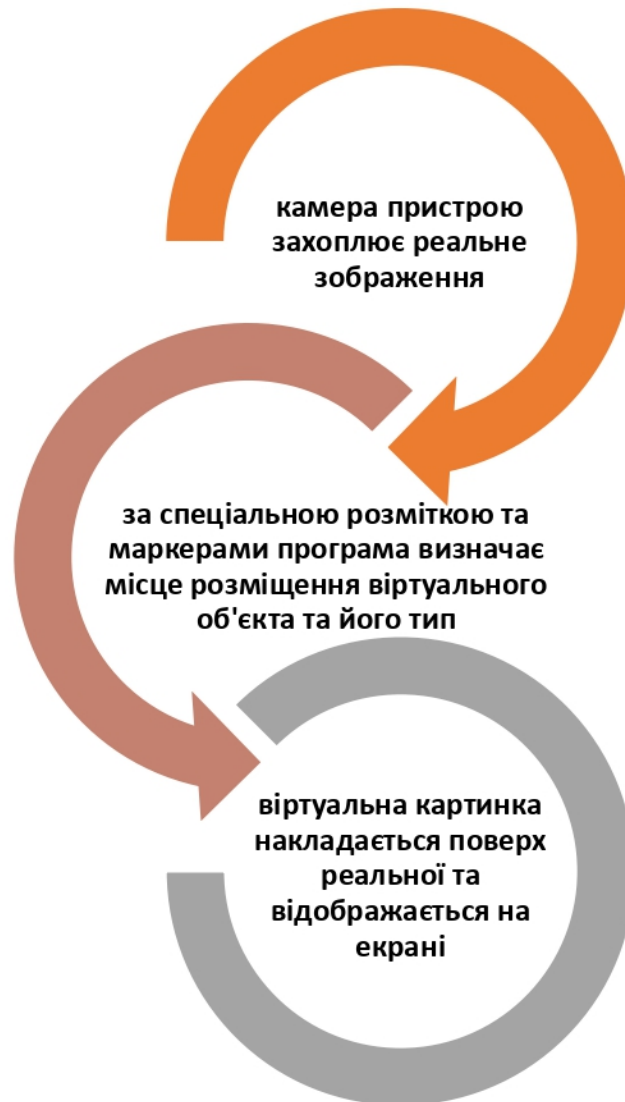 камера пристрою
захоплює реальне
зображення
за спеціальною розміткою та
маркерами програма визначає
місце розміщення віртуального
об'єкта та його тип
віртуальна картинка
накладається поверх
реальної та
відображається на
екрані